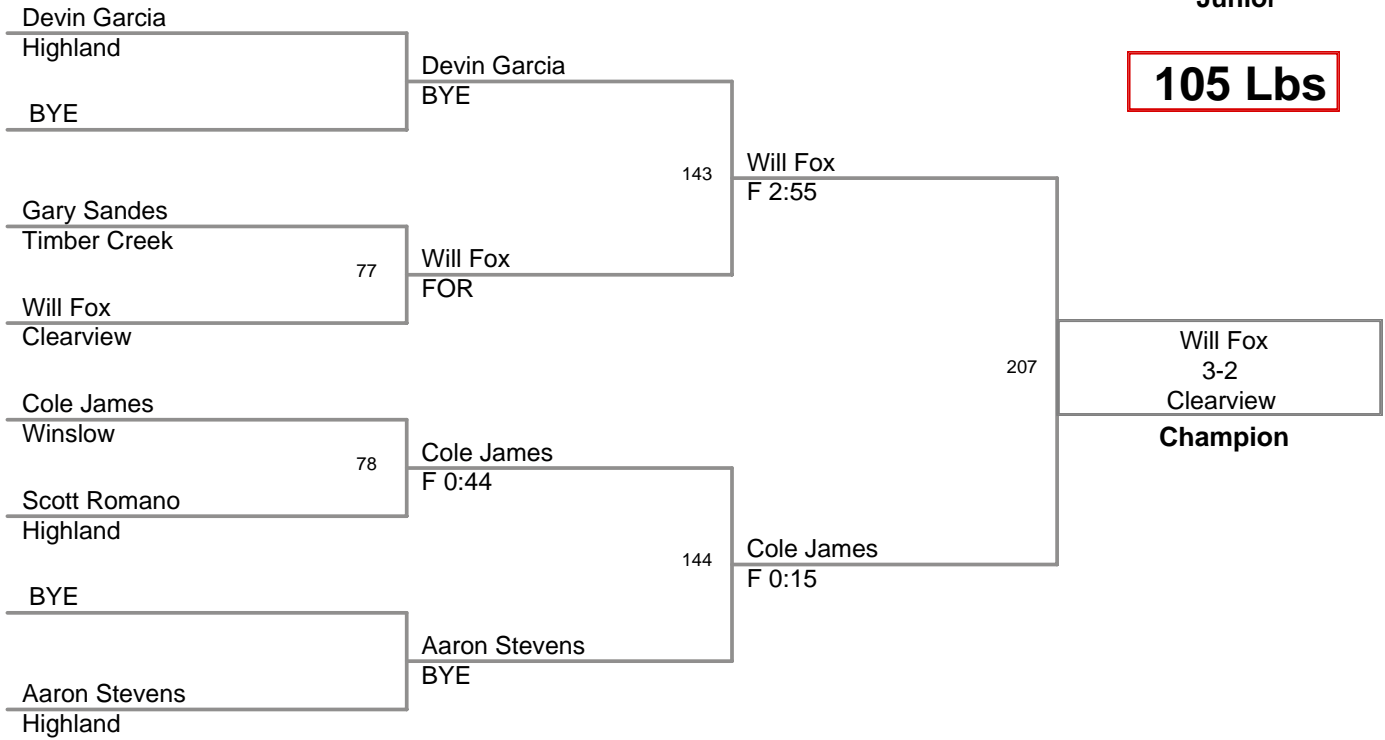 Junior
105 Lbs
Devin Garcia
Highland
BYE
Gary Sandes
Timber Creek
77
Will Fox
Clearview
Cole James
Winslow
78
Scott Romano
Highland
BYE
Aaron Stevens
Highland
Devin Garcia
BYE
143
Will Fox
FOR
Cole James
F 0:44
144
Aaron Stevens
BYE
Will Fox
F 2:55
207
Cole James
F 0:15
Will Fox
3-2
Clearview
Champion